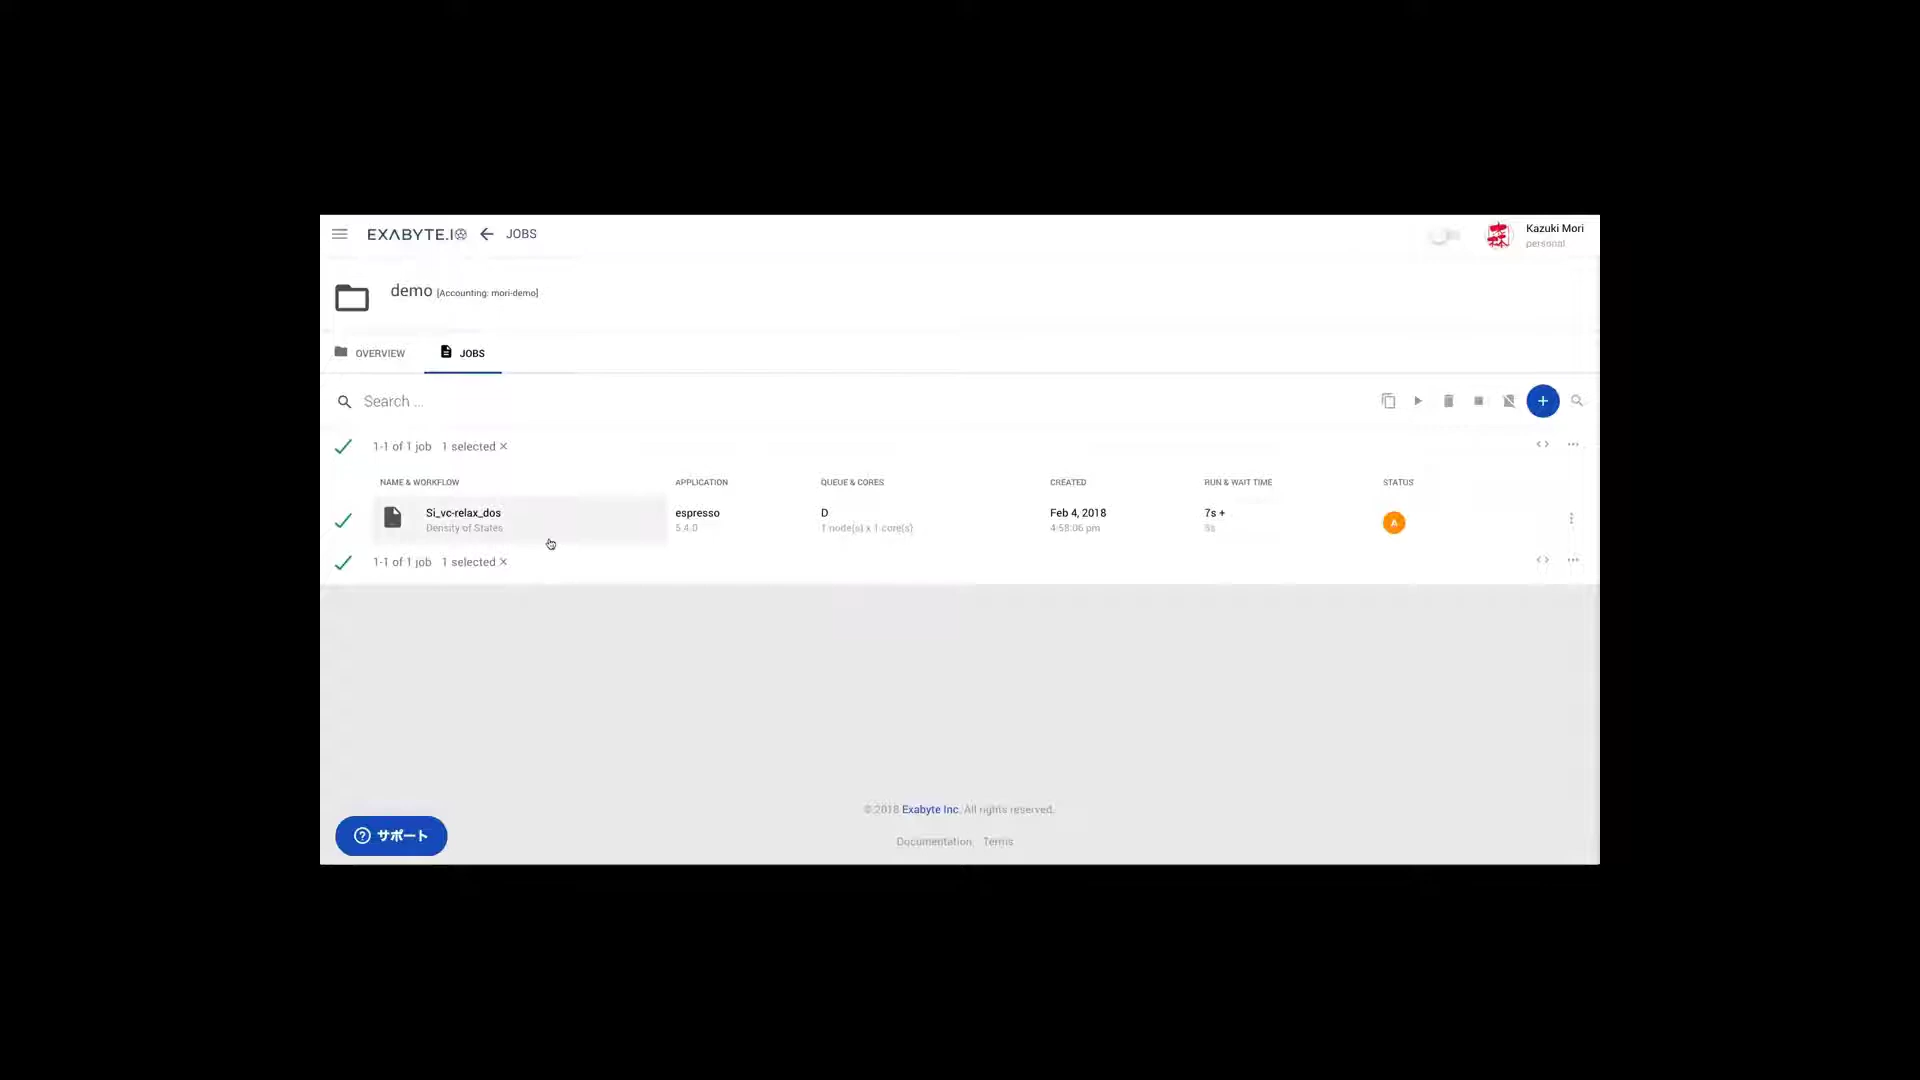 EXABYTE.IO JOBS
Kazuki Mori
personal
demo [Accounting: mori-demo]
OVERVIEW JOBS
Search ...
1-1 of 1 job 1 selected ×
NAME & WORKFLOW APPLICATION QUEUE & CORES CREATED RUN & WAIT TIME STATUS
Si_vc-relax_dos espresso D Feb 4, 2018 7s + A
Density of States 5.4.0 1 node(s) x 1 core(s) 4:58:06 pm
1-1 of 1 job 1 selected ×
© 2018 Exabyte Inc. All rights reserved.
サポート
Documentation Terms